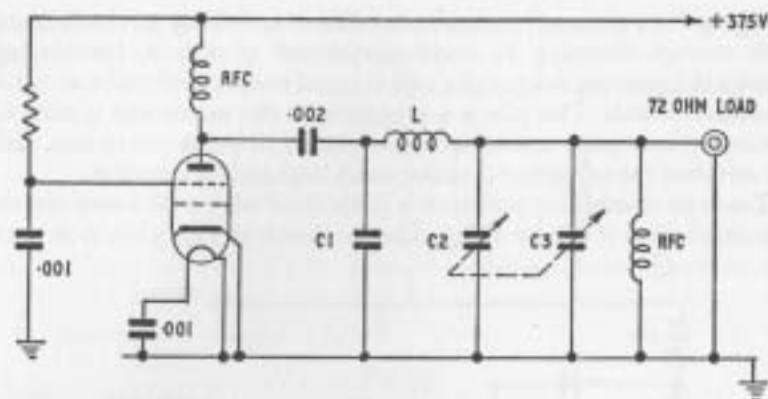 +375V
RFC
·002
L
72 OHM LOAD
·001
C1
C2
C3
RFC
·001